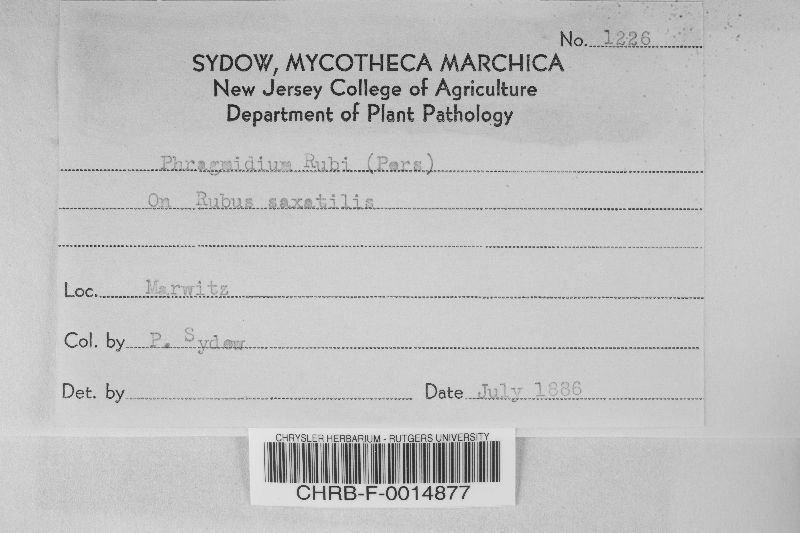 No. 1226
SYDOW, MYCOTHECA MARCHICA
New Jersey College of Agriculture
Department of Plant Pathology
Phragmidium Rubi (Pers)
On Rubus saxatilis
Loc. Marwitz
Col. by P. Sydow
Det. by
Date July 1886
CHRYSLER HERBARIUM - RUTGERS UNIVERSITY
CHRB-F-0014877